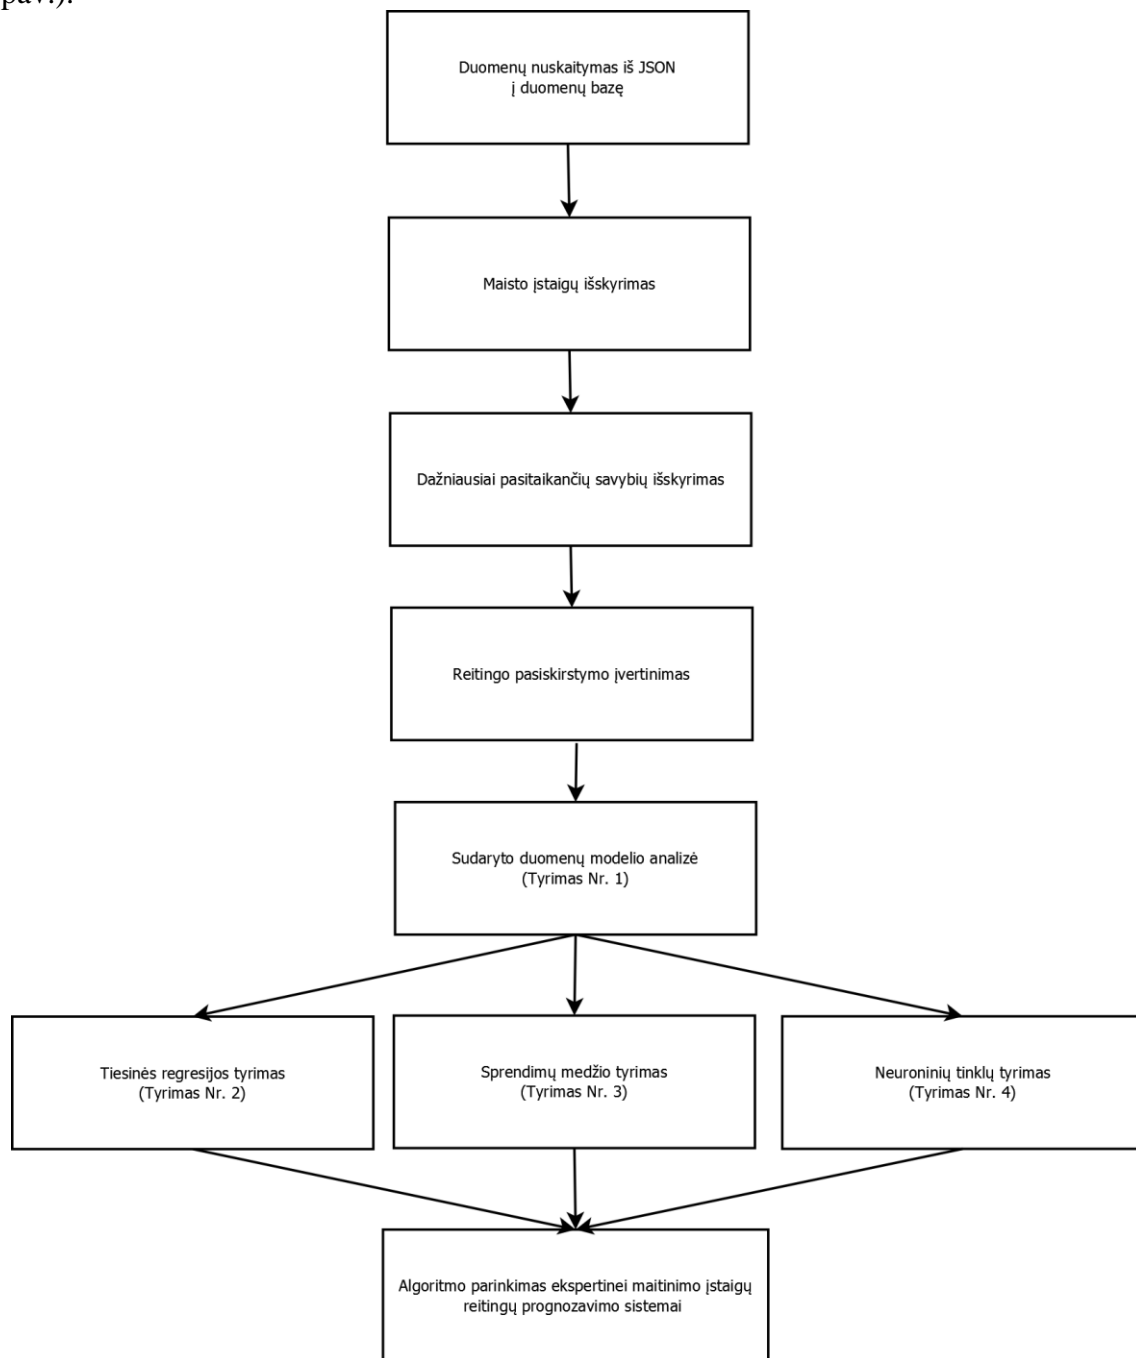 pav.).
Duomenų nuskaitymas iš JSON
į duomenų bazę
Maisto įstaigų išskyrimas
Dažniausiai pasitaikančių savybių išskyrimas
Reitingo pasiskirstymo įvertinimas
Sudaryto duomenų modelio analizė
(Tyrimas Nr. 1)
Tiesinės regresijos tyrimas
(Tyrimas Nr. 2)
Sprendimų medžio tyrimas
(Tyrimas Nr. 3)
Neuroninių tinklų tyrimas
(Tyrimas Nr. 4)
Algoritmo parinkimas ekspertinei maitinimo įstaigų
reitingų prognozavimo sistemai